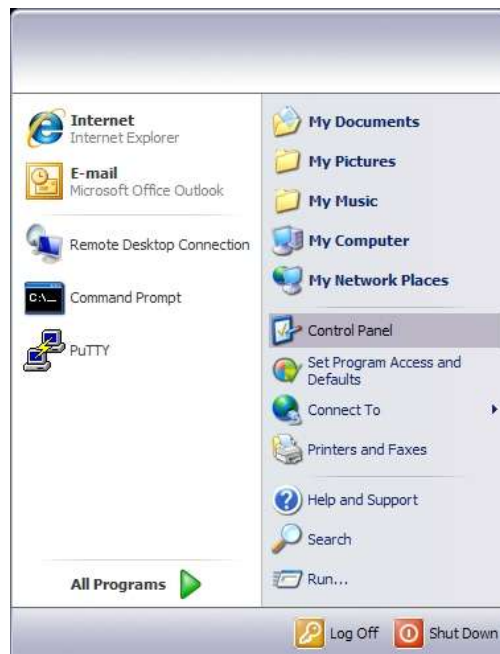 Internet
Internet Explorer
E-mail
Microsoft Office Outlook
Remote Desktop Connection
C:\_
Command Prompt
PuTTY
All Programs
My Documents
My Pictures
My Music
My Computer
My Network Places
Control Panel
Set Program Access and
Defaults
Connect To
Printers and Faxes
Help and Support
Search
Run...
Log Off
Shut Down